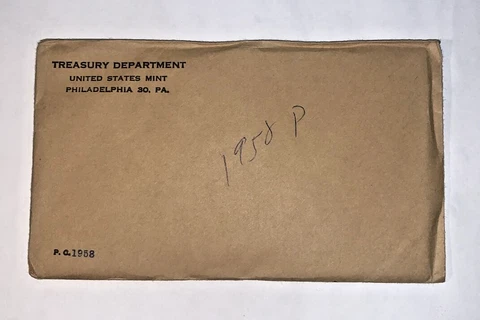 TREASURY DEPARTMENT
UNITED STATES MINT
PHILADELPHIA 30, PA.
1958 P
P. C. 1958